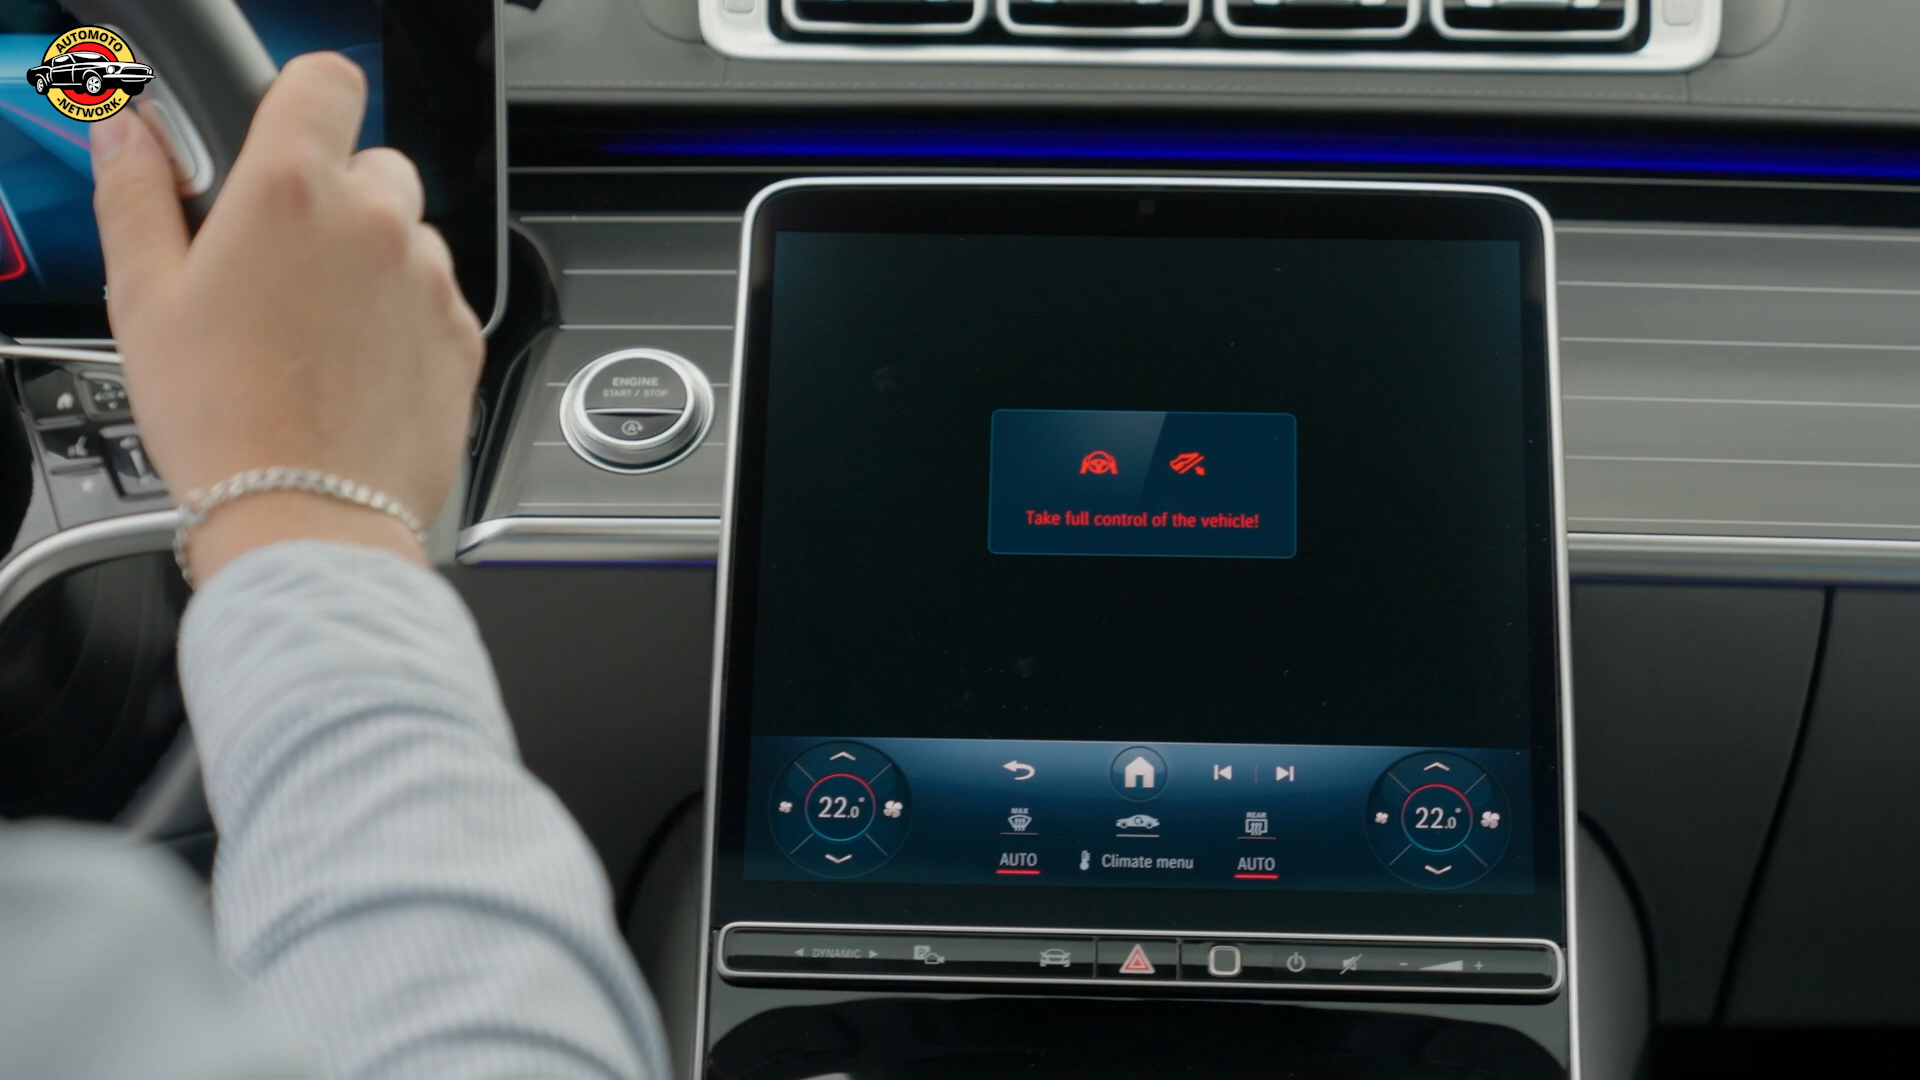 AUTOMOTO
-NETWORK-
ENGINE
START / STOP
A
Take full control of the vehicle!
22.0°
22.0°
MAX
REAR
AUTO
Climate menu
AUTO
DYNAMIC
P